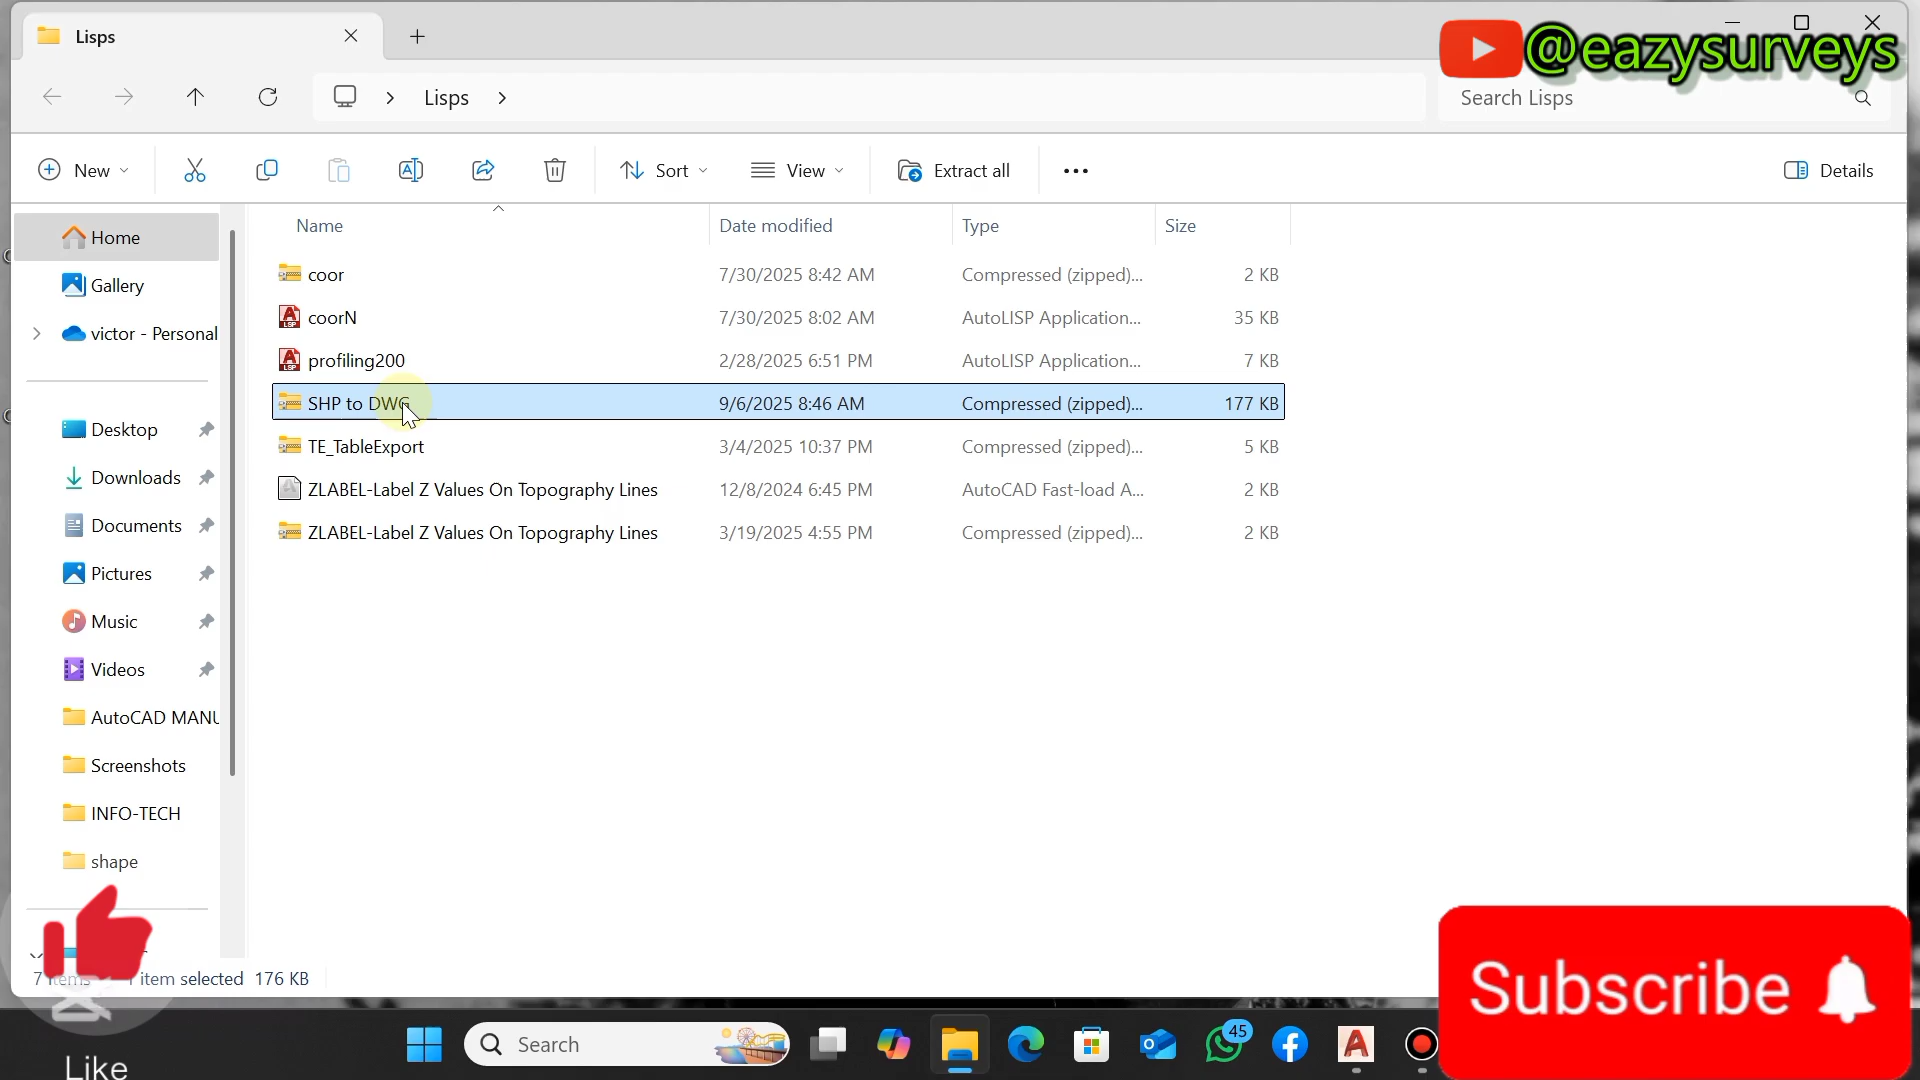 Lisps
@eazysurveys
Lisps
Search Lisps
New
Sort
View
Extract all
Details
Name
Date modified
Type
Size
Home
Gallery
victor - Personal
Desktop
Downloads
Documents
Pictures
Music
Videos
AutoCAD MANU
Screenshots
INFO-TECH
shape
coor 7/30/2025 8:42 AM Compressed (zipped)... 2 KB
coorN 7/30/2025 8:02 AM AutoLISP Application... 35 KB
profiling200 2/28/2025 6:51 PM AutoLISP Application... 7 KB
SHP to DWG 9/6/2025 8:46 AM Compressed (zipped)... 177 KB
TE_TableExport 3/4/2025 10:37 PM Compressed (zipped)... 5 KB
ZLABEL-Label Z Values On Topography Lines 12/8/2024 6:45 PM AutoCAD Fast-load A... 2 KB
ZLABEL-Label Z Values On Topography Lines 3/19/2025 4:55 PM Compressed (zipped)... 2 KB
7 items 1 item selected 176 KB
Subscribe
Like
Search
45